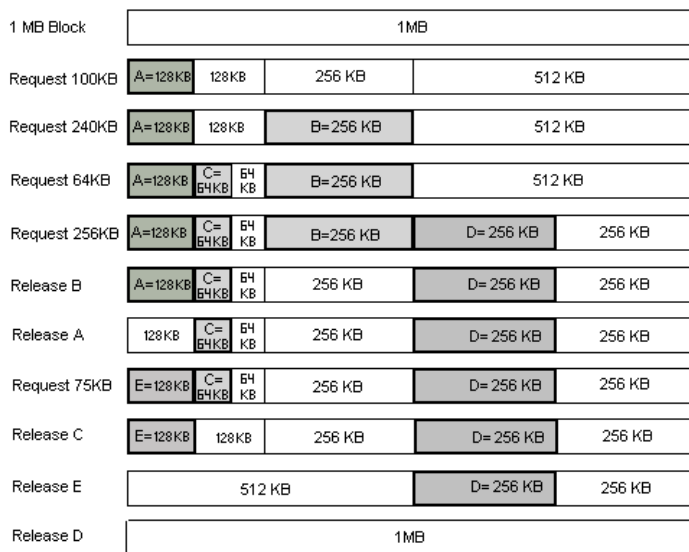 1 MB Block 1MB
Request 100KB A=128KB 128KB 256 KB 512 KB
Request 240KB A=128KB 128KB B=256 KB 512 KB
Request 64KB A=128KB C= 64KB 64 KB B=256 KB 512 KB
Request 256KB A=128KB C= 64KB 64 KB B=256 KB D= 256 KB 256 KB
Release B A=128KB C= 64KB 64 KB 256 KB D= 256 KB 256 KB
Release A 128KB C= 64KB 64 KB 256 KB D= 256 KB 256 KB
Request 75KB E=128KB C= 64KB 64 KB 256 KB D= 256 KB 256 KB
Release C E=128KB 128KB 256 KB D= 256 KB 256 KB
Release E 512 KB D= 256 KB 256 KB
Release D 1MB